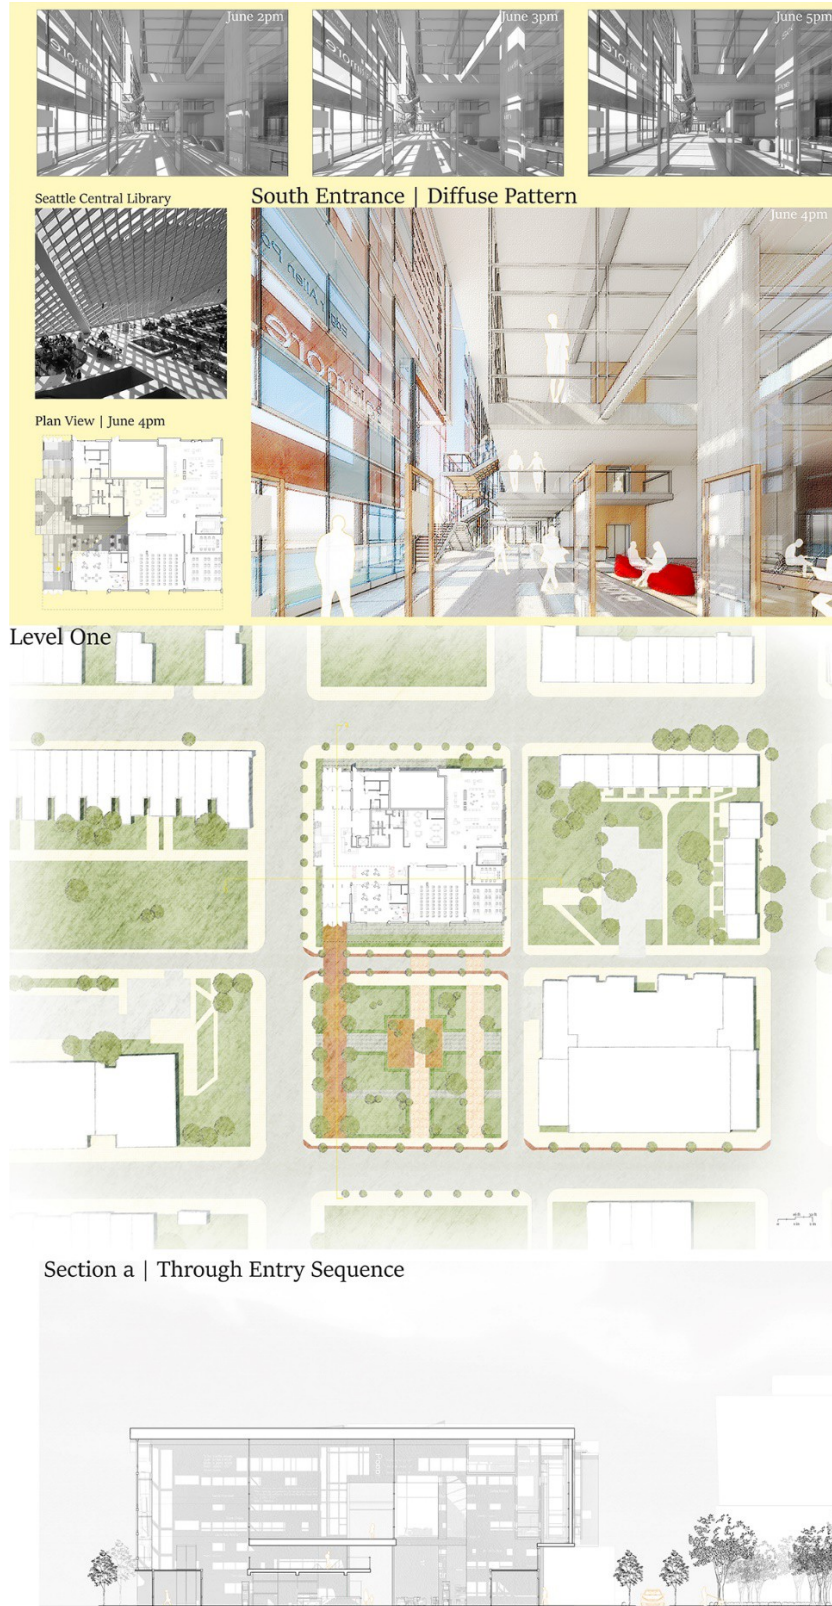 June 2pm
June 3pm
June 5pm
Seattle Central Library
South Entrance | Diffuse Pattern
June 4pm
Plan View | June 4pm
Level One
Section a | Through Entry Sequence